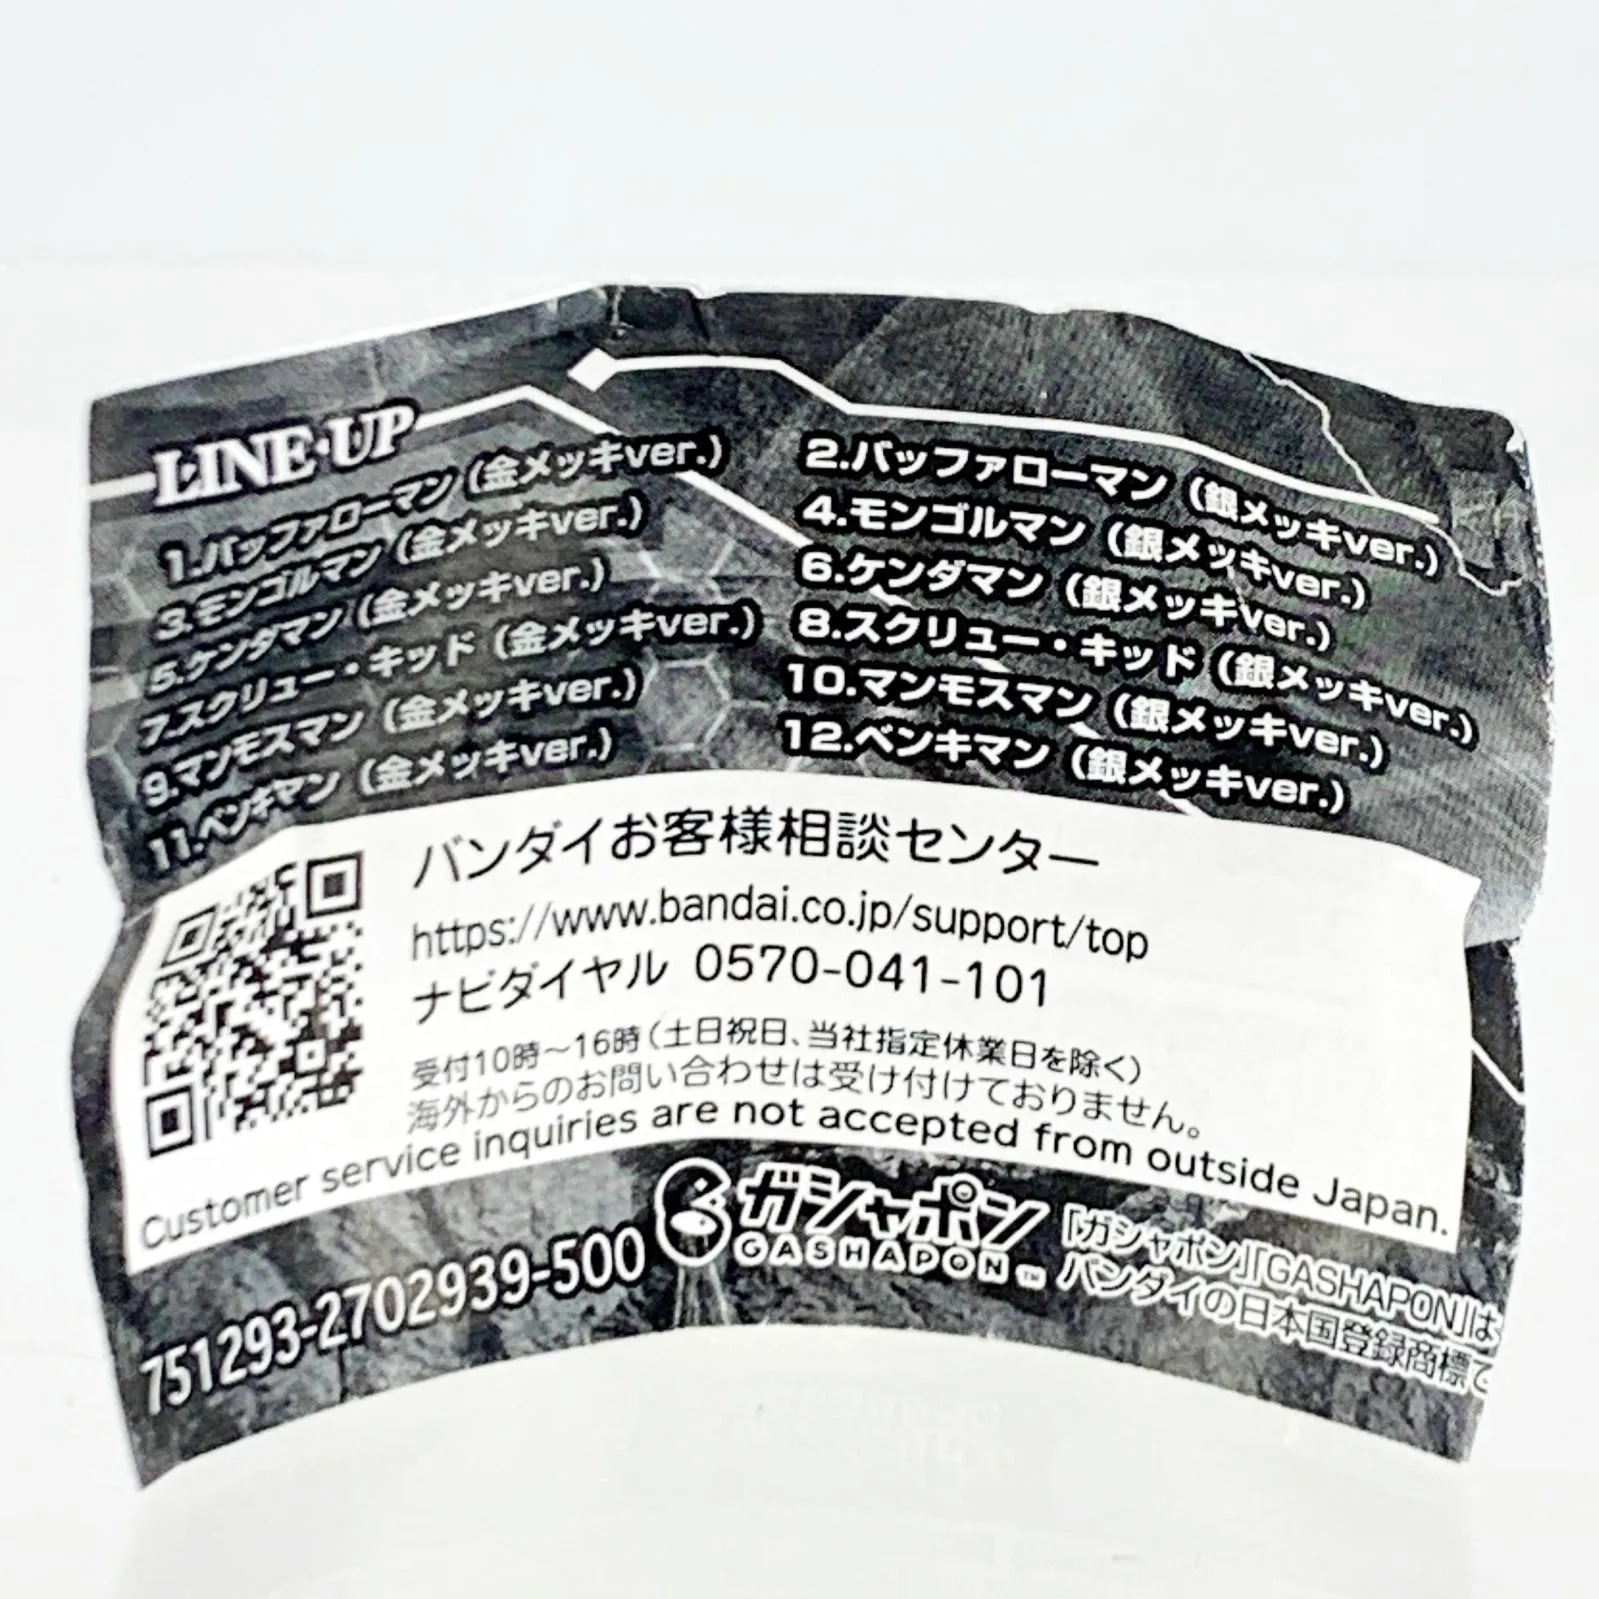 LINE-UP
1.バッファローマン（金メッキver.）
2.バッファローマン（銀メッキver.）
3.モンゴルマン（金メッキver.）
4.モンゴルマン（銀メッキver.）
5.ケンダマン（金メッキver.）
6.ケンダマン（銀メッキver.）
7.スクリュー・キッド（金メッキver.）
8.スクリュー・キッド（銀メッキver.）
9.マンモスマン（金メッキver.）
10.マンモスマン（銀メッキver.）
11.ベンキマン（金メッキver.）
12.ベンキマン（銀メッキver.）
バンダイお客様相談センター
https://www.bandai.co.jp/support/top
ナビダイヤル 0570-041-101
受付10時～16時（土日祝日、当社指定休業日を除く）
海外からのお問い合わせは受け付けておりません。
Customer service inquiries are not accepted from outside Japan.
751293-2702939-500
ガシャポン
GASHAPON™
「ガシャポン」「GASHAPON」は
バンダイの日本国登録商標で